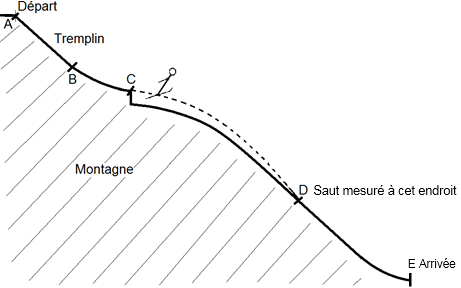 Départ
A
Tremplin
B
C
Montagne
D Saut mesuré à cet endroit
E Arrivée